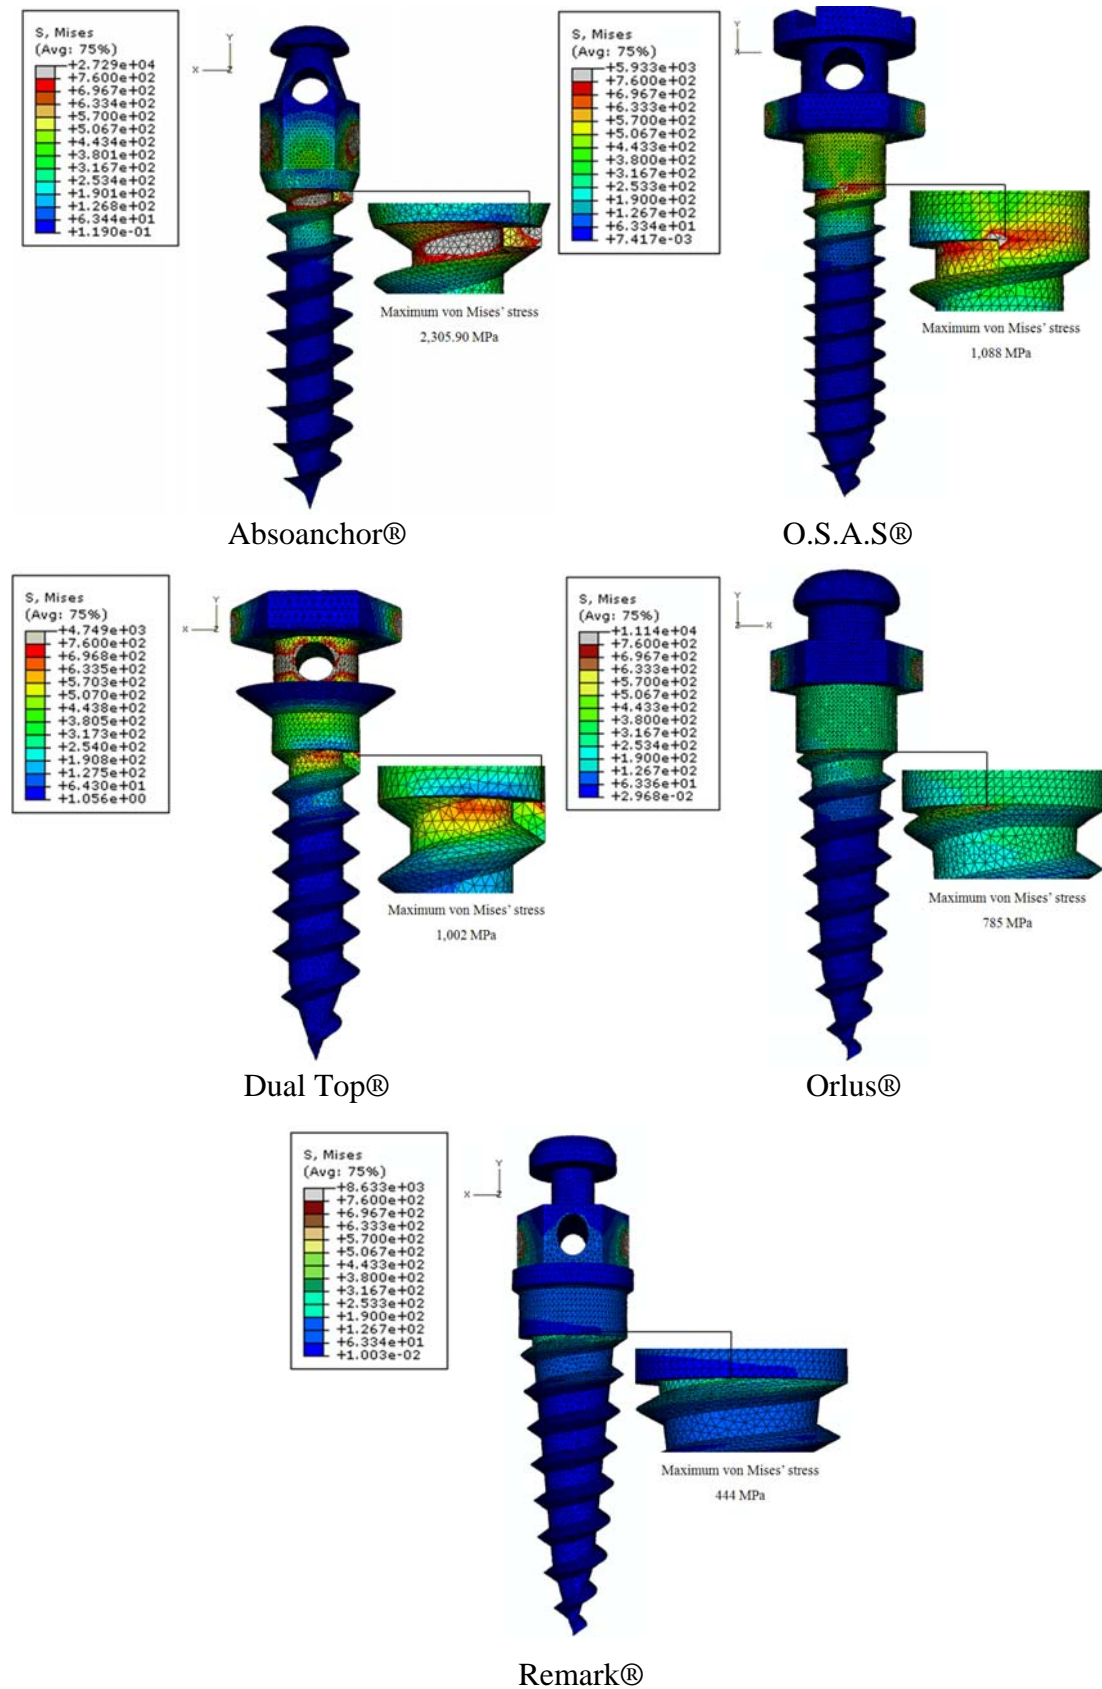 S, Mises
(Avg: 75%)
+2.729e+04
+7.600e+02
+6.967e+02
+6.334e+02
+5.700e+02
+5.067e+02
+4.434e+02
+3.801e+02
+3.167e+02
+2.534e+02
+1.901e+02
+1.268e+02
+6.344e+01
+1.190e-01
Y
X
Z
Maximum von Mises' stress
2,305.90 MPa
Absoanchor®
S, Mises
(Avg: 75%)
+5.933e+03
+7.600e+02
+6.967e+02
+6.333e+02
+5.700e+02
+5.067e+02
+4.433e+02
+3.800e+02
+3.167e+02
+2.533e+02
+1.900e+02
+1.267e+02
+6.334e+01
+7.417e-03
Y
X
Maximum von Mises' stress
1,088 MPa
O.S.A.S®
S, Mises
(Avg: 75%)
+4.749e+03
+7.600e+02
+6.968e+02
+6.335e+02
+5.703e+02
+5.070e+02
+4.438e+02
+3.805e+02
+3.173e+02
+2.540e+02
+1.908e+02
+1.275e+02
+6.430e+01
+1.056e+00
Y
X
Z
Maximum von Mises' stress
1,002 MPa
Dual Top®
S, Mises
(Avg: 75%)
+1.114e+04
+7.600e+02
+6.967e+02
+6.333e+02
+5.700e+02
+5.067e+02
+4.433e+02
+3.800e+02
+3.167e+02
+2.534e+02
+1.900e+02
+1.267e+02
+6.336e+01
+2.968e-02
Y
Z
X
Maximum von Mises' stress
785 MPa
Orlus®
S, Mises
(Avg: 75%)
+8.633e+03
+7.600e+02
+6.967e+02
+6.333e+02
+5.700e+02
+5.067e+02
+4.433e+02
+3.800e+02
+3.167e+02
+2.533e+02
+1.900e+02
+1.267e+02
+6.334e+01
+1.003e-02
Y
X
Z
Maximum von Mises' stress
444 MPa
Remark®